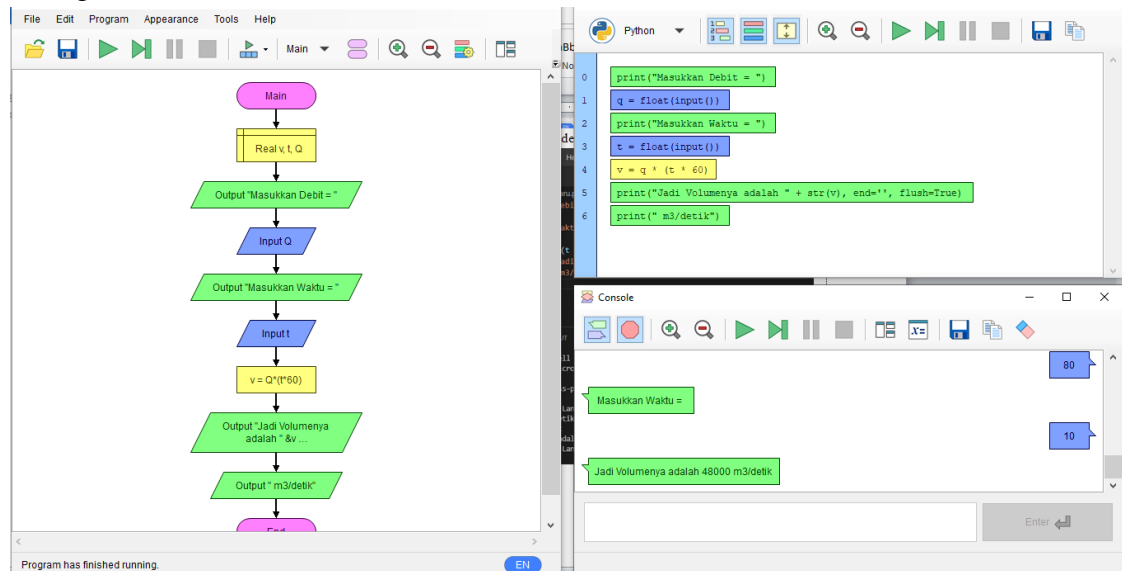 File Edit Program Appearance Tools Help
Main
Main
Real v, t, Q
Output "Masukkan Debit = "
Input Q
Output "Masukkan Waktu = "
Input t
v = Q*(t*60)
Output "Jadi Volumenya
adalah " &v ...
Output " m3/detik"
End
Program has finished running.
EN
Python
0 print("Masukkan Debit = ")
1 q = float(input())
2 print("Masukkan Waktu = ")
3 t = float(input())
4 v = q * (t * 60)
5 print("Jadi Volumenya adalah " + str(v), end='', flush=True)
6 print(" m3/detik")
Console
80
Masukkan Waktu =
10
Jadi Volumenya adalah 48000 m3/detik
Enter